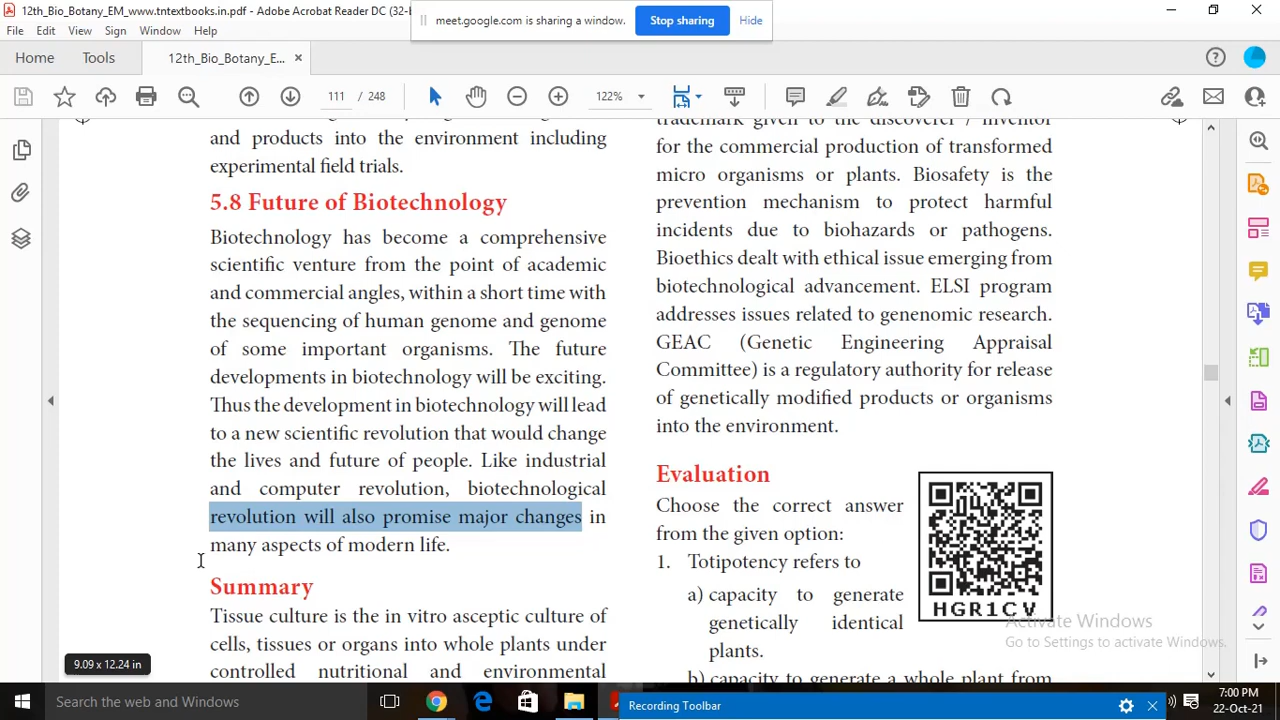 12th_Bio_Botany_EM_www.tntextbooks.in.pdf - Adobe Acrobat Reader DC (32-b
meet.google.com is sharing a window.
Stop sharing
Hide
File Edit View Sign Window Help
Home Tools 12th_Bio_Botany_E... ×
111 / 248
122%
and products into the environment including
experimental field trials.
5.8 Future of Biotechnology
Biotechnology has become a comprehensive
scientific venture from the point of academic
and commercial angles, within a short time with
the sequencing of human genome and genome
of some important organisms. The future
developments in biotechnology will be exciting.
Thus the development in biotechnology will lead
to a new scientific revolution that would change
the lives and future of people. Like industrial
and computer revolution, biotechnological
revolution will also promise major changes in
many aspects of modern life.
Summary
Tissue culture is the in vitro asceptic culture of
cells, tissues or organs into whole plants under
controlled nutritional and environmental
trademark given to the discoverer / inventor
for the commercial production of transformed
micro organisms or plants. Biosafety is the
prevention mechanism to protect harmful
incidents due to biohazards or pathogens.
Bioethics dealt with ethical issue emerging from
biotechnological advancement. ELSI program
addresses issues related to genenomic research.
GEAC (Genetic Engineering Appraisal
Committee) is a regulatory authority for release
of genetically modified products or organisms
into the environment.
Evaluation
Choose the correct answer
from the given option:
1. Totipotency refers to
a) capacity to generate
genetically identical
plants.
b) capacity to generate a whole plant from
HGR1CV
Activate Windows
Go to Settings to activate Windows.
9.09 x 12.24 in
Search the web and Windows
Recording Toolbar
7:00 PM
22-Oct-21